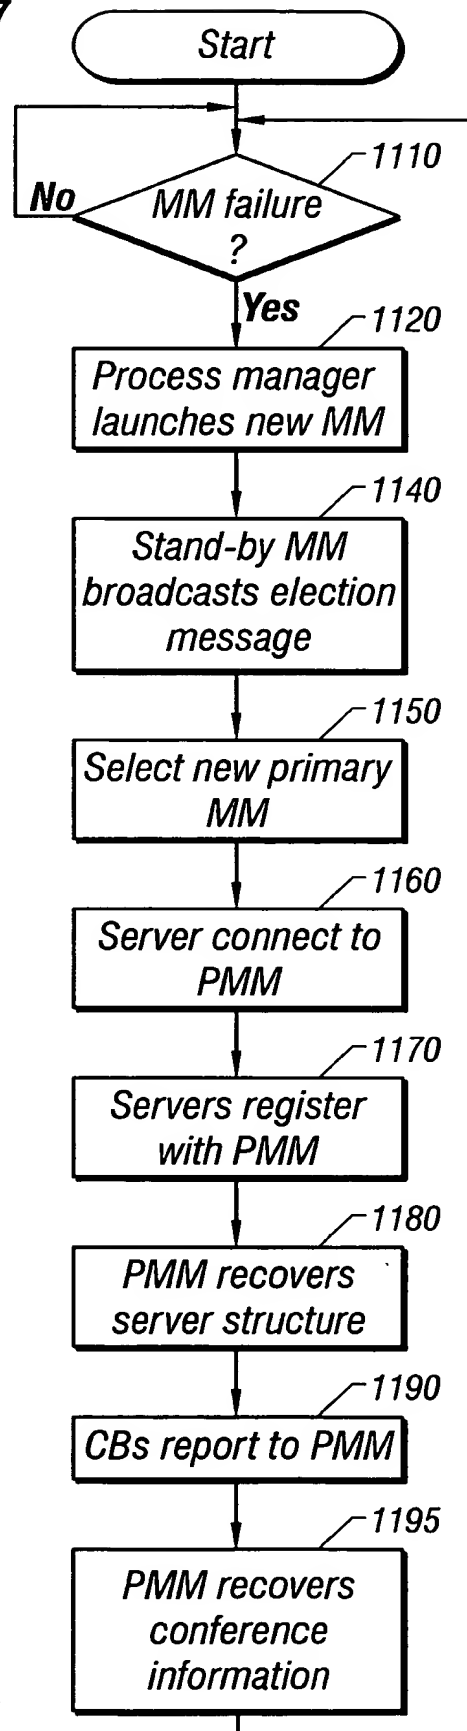 Start
1110
No
MM failure
?
Yes
1120
Process manager
launches new MM
1140
Stand-by MM
broadcasts election
message
1150
Select new primary
MM
1160
Server connect to
PMM
1170
Servers register
with PMM
1180
PMM recovers
server structure
1190
CBs report to PMM
1195
PMM recovers
conference
information